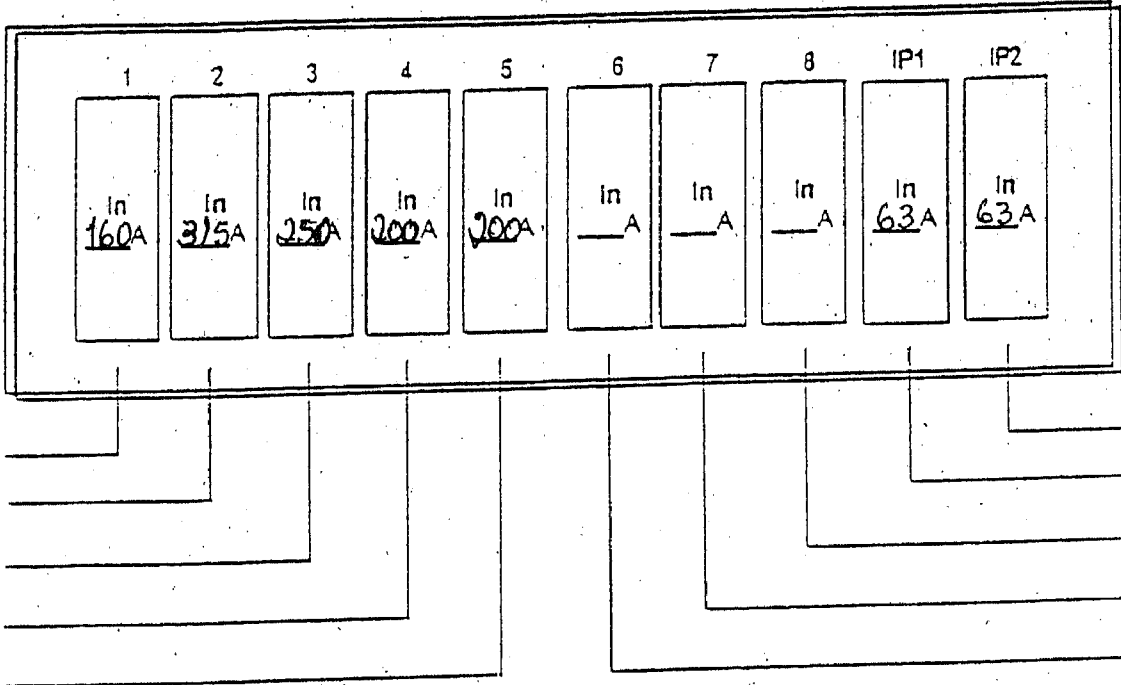 1 2 3 4 5 6 7 8 IP1 IP2
In In In In In In In In In In
160A 315A 250A 200A 200A ___A ___A ___A 63A 63A